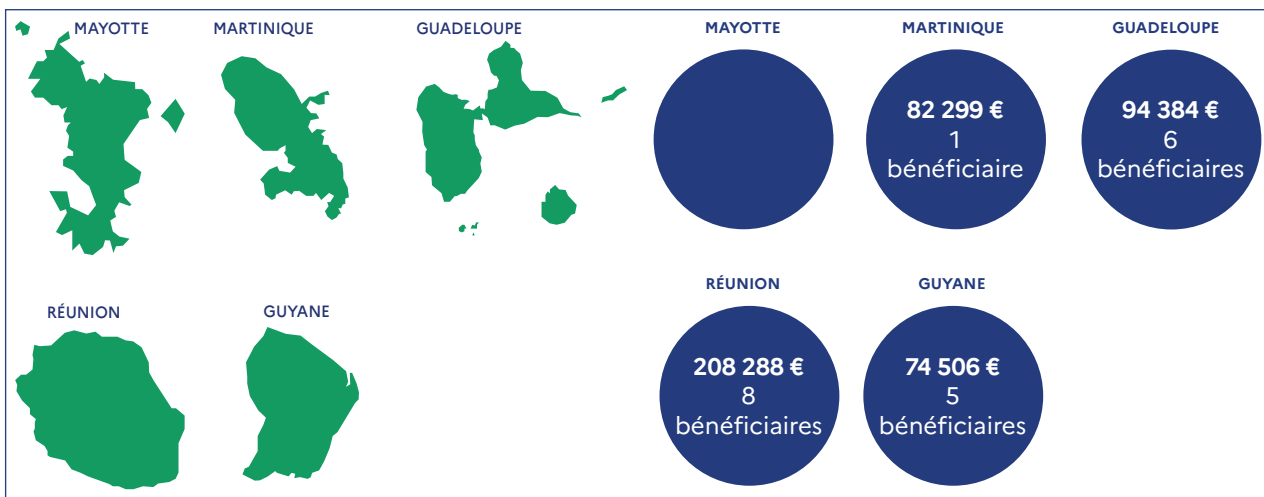 MAYOTTE
MARTINIQUE
GUADELOUPE
RÉUNION
GUYANE
MAYOTTE
MARTINIQUE
82 299 €
1
bénéficiaire
GUADELOUPE
94 384 €
6
bénéficiaires
RÉUNION
208 288 €
8
bénéficiaires
GUYANE
74 506 €
5
bénéficiaires